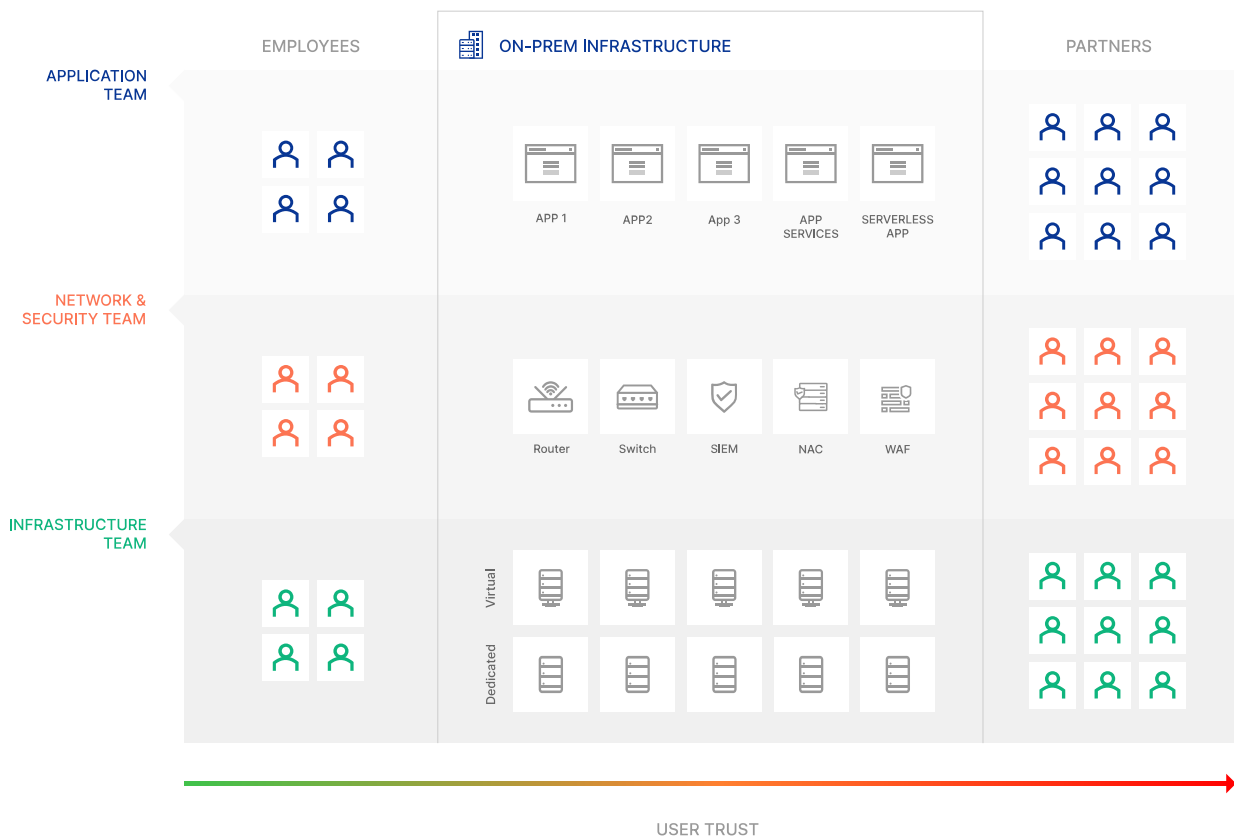 EMPLOYEES
ON-PREM INFRASTRUCTURE
PARTNERS
APPLICATION
TEAM
APP 1
APP2
App 3
APP
SERVICES
SERVERLESS
APP
NETWORK &
SECURITY TEAM
Router
Switch
SIEM
NAC
WAF
INFRASTRUCTURE
TEAM
Virtual
Dedicated
USER TRUST